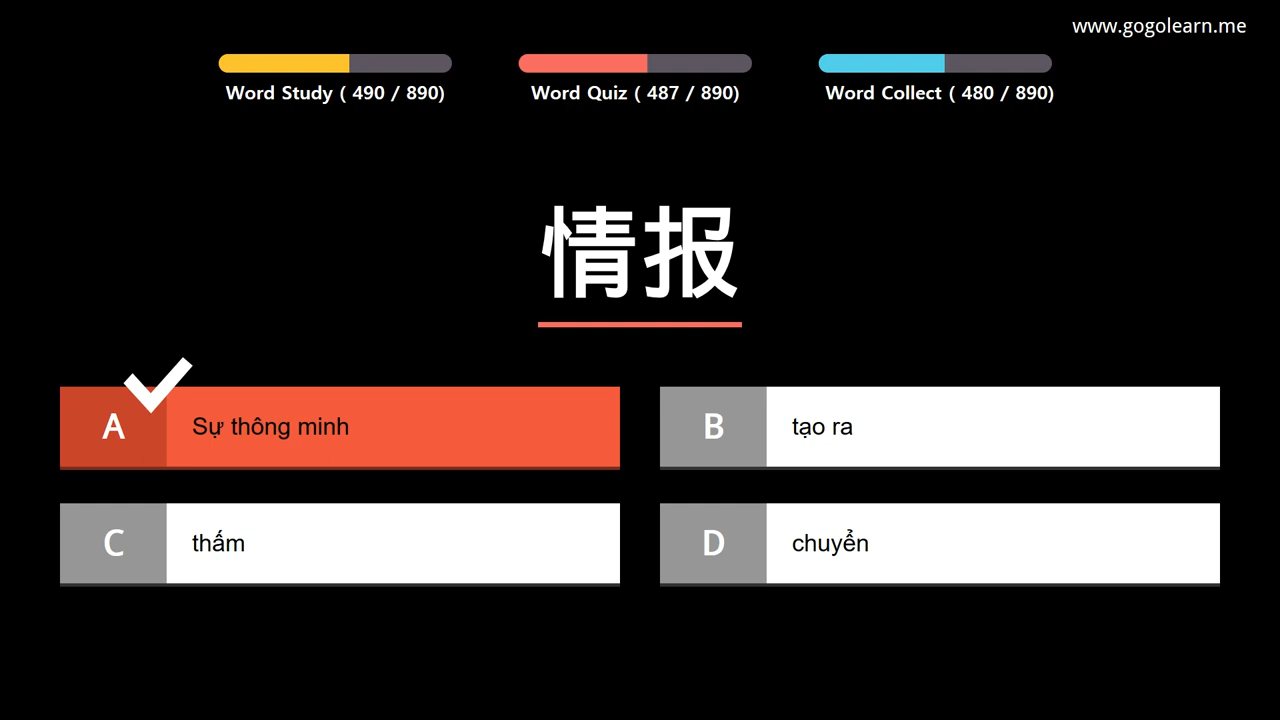 www.gogolearn.me
Word Study ( 490 / 890)
Word Quiz ( 487 / 890)
Word Collect ( 480 / 890)
情报
A Sự thông minh
B tạo ra
C thấm
D chuyển